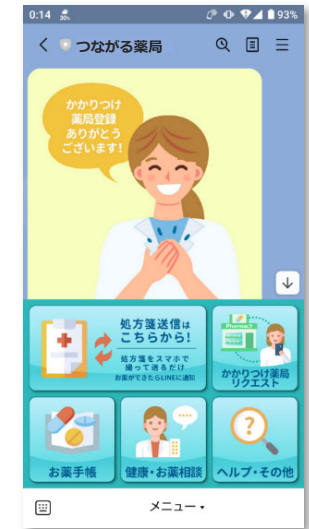 0:14
93%
つながる薬局
かかりつけ
薬局登録
ありがとう
ございます!
処方箋送信は
こちらから!
処方箋をスマホで
撮って送るだけ
お薬ができたらLINEに通知
Pharmacy
かかりつけ薬局
リクエスト
お薬手帳
健康・お薬相談
ヘルプ・その他
メニュー